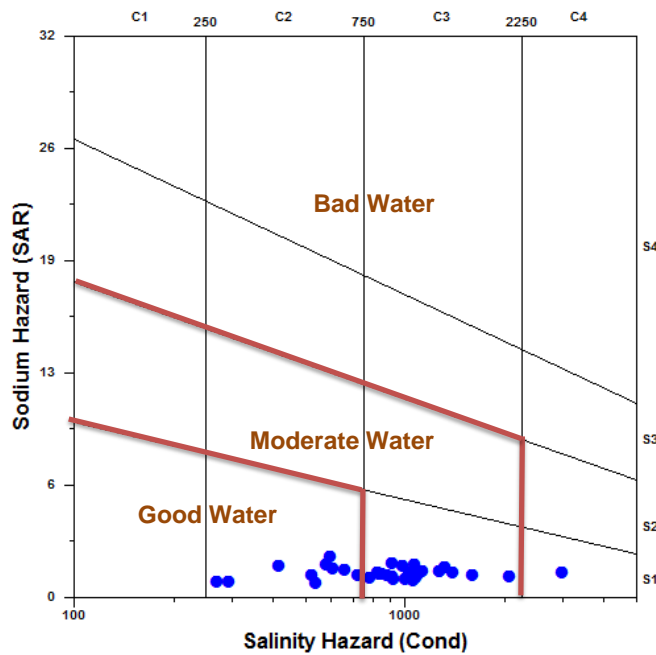 C1 250 C2 750 C3 2250 C4
32
26
19
13
6
0
Sodium Hazard (SAR)
Bad Water
Moderate Water
Good Water
S4
S3
S2
S1
100 1000
Salinity Hazard (Cond)